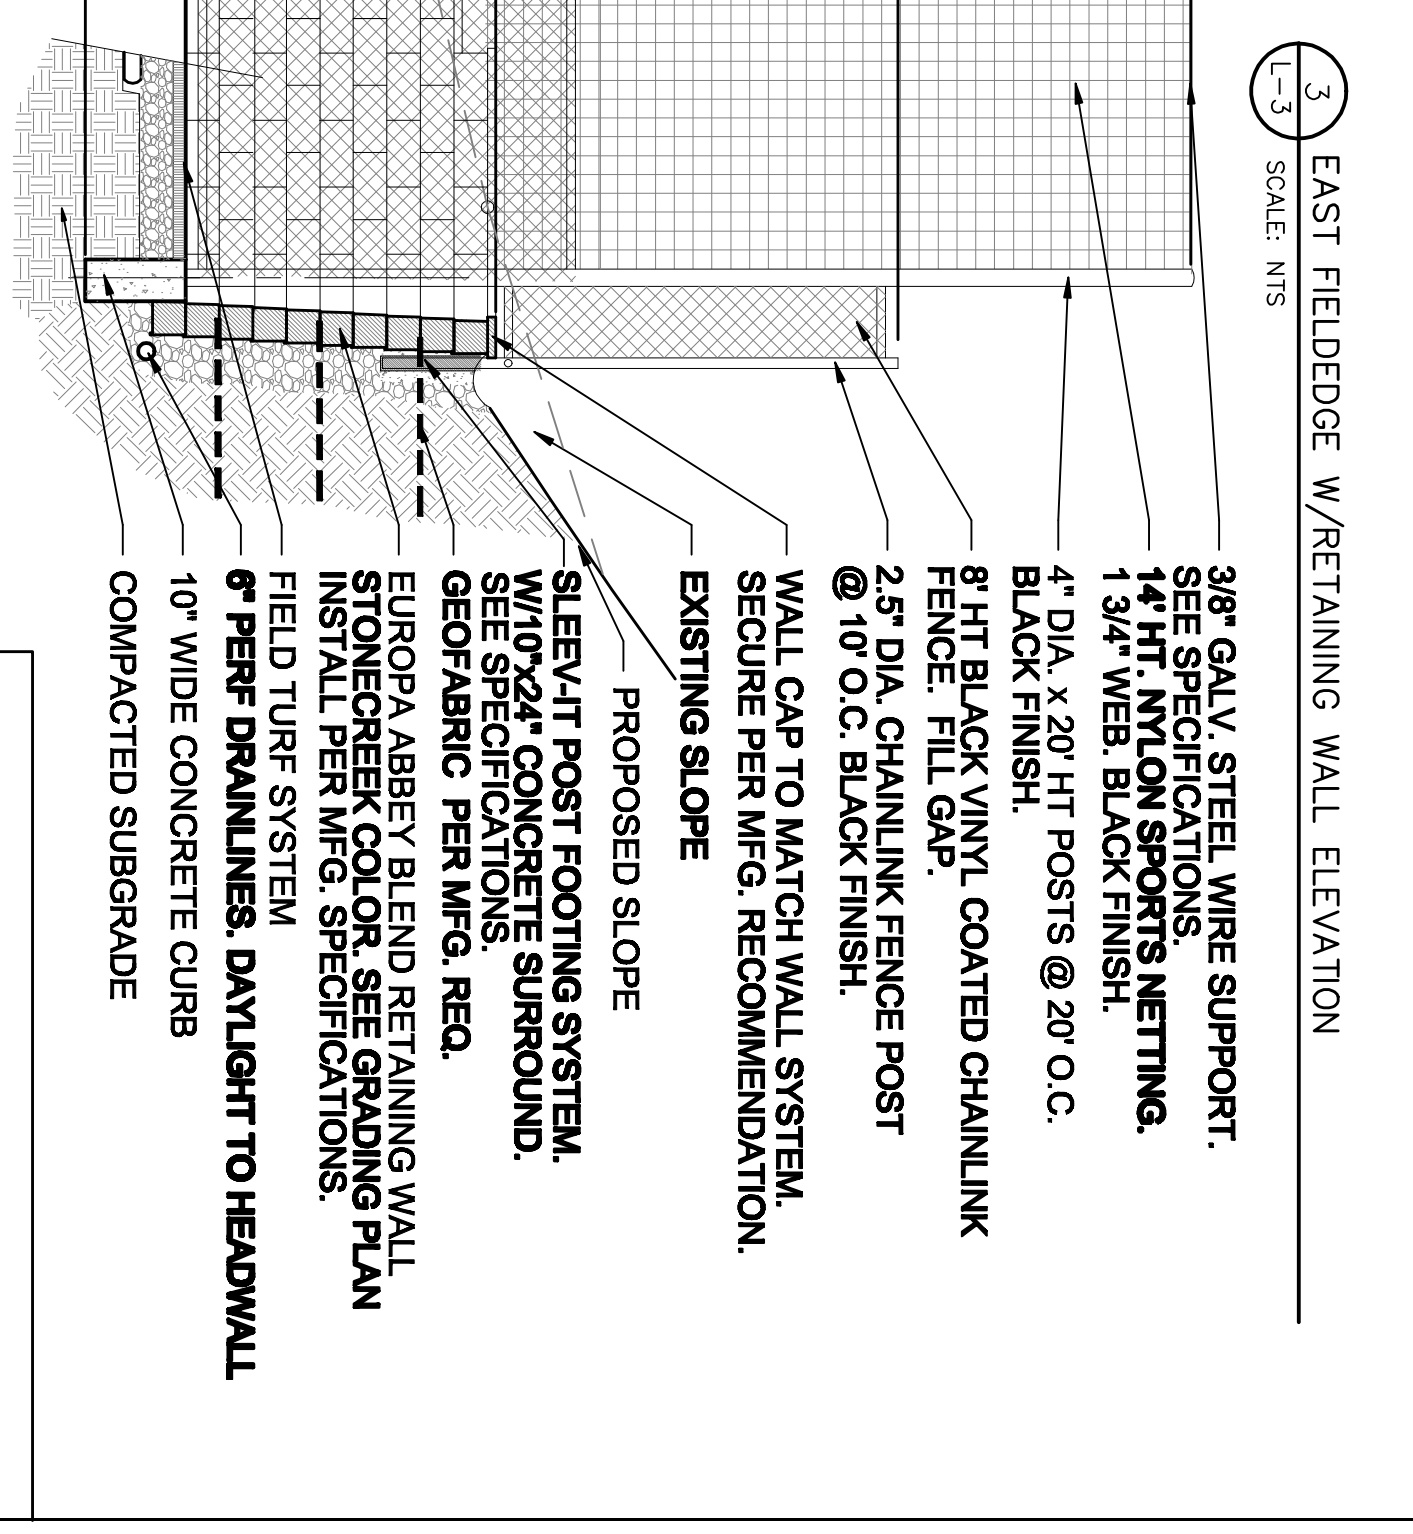 3
L-3
EAST FIELDEDGE W/RETAINING WALL ELEVATION
SCALE: NTS
3/8" GALV. STEEL WIRE SUPPORT.
SEE SPECIFICATIONS.
14' HT. NYLON SPORTS NETTING.
1 3/4" WEB. BLACK FINISH.
4" DIA. x 20' HT POSTS @ 20' O.C.
BLACK FINISH.
8' HT BLACK VINYL COATED CHAINLINK
FENCE. FILL GAP.
2.5" DIA. CHAINLINK FENCE POST
@ 10' O.C. BLACK FINISH.
WALL CAP TO MATCH WALL SYSTEM.
SECURE PER MFG. RECOMMENDATION.
EXISTING SLOPE
PROPOSED SLOPE
SLEEV-IT POST FOOTING SYSTEM.
W/10"x24" CONCRETE SURROUND.
SEE SPECIFICATIONS.
GEOFABRIC PER MFG. REQ.
EUROPA ABBEY BLEND RETAINING WALL
STONECREEK COLOR. SEE GRADING PLAN
INSTALL PER MFG. SPECIFICATIONS.
FIELD TURF SYSTEM
6" PERF DRAINLINES. DAYLIGHT TO HEADWALL
10" WIDE CONCRETE CURB
COMPACTED SUBGRADE